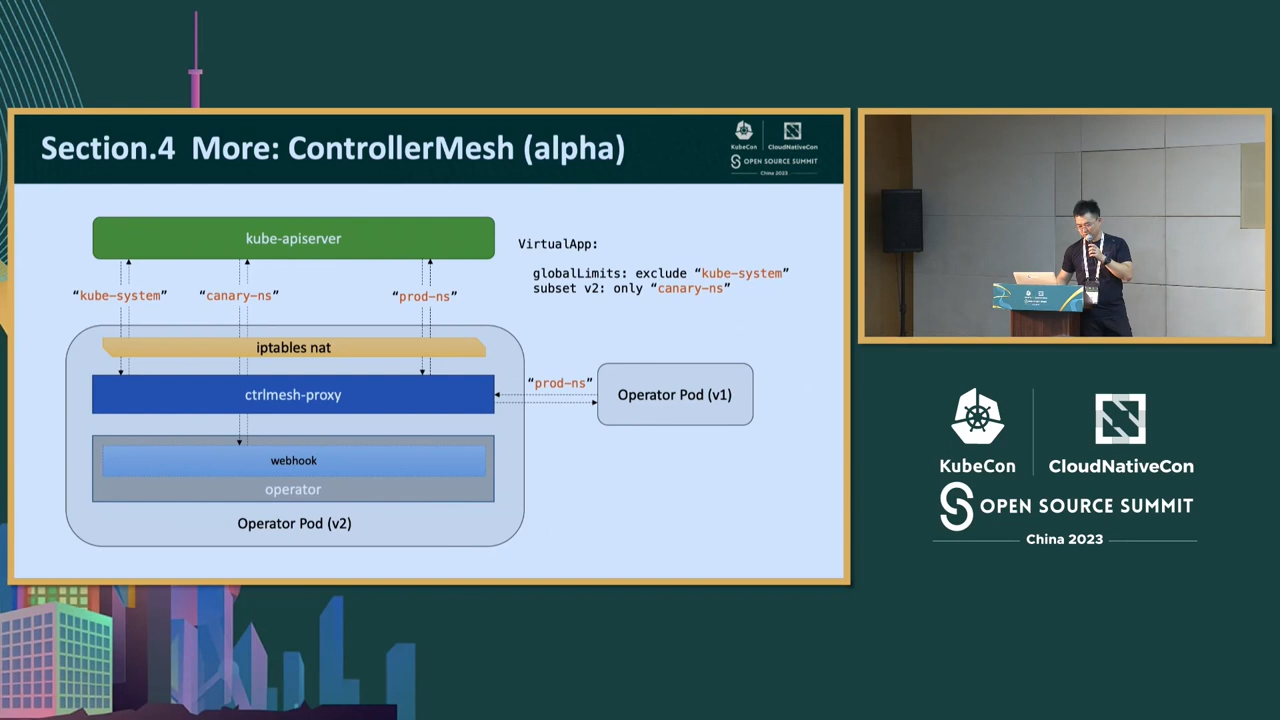 Section.4 More: ControllerMesh (alpha)
KubeCon
CloudNativeCon
OPEN SOURCE SUMMIT
China 2023
kube-apiserver
VirtualApp:
globalLimits: exclude “kube-system”
subset v2: only “canary-ns”
“kube-system”
“canary-ns”
“prod-ns”
iptables nat
ctrlmesh-proxy
“prod-ns”
Operator Pod (v1)
webhook
operator
Operator Pod (v2)
KubeCon
CloudNativeCon
OPEN SOURCE SUMMIT
China 2023